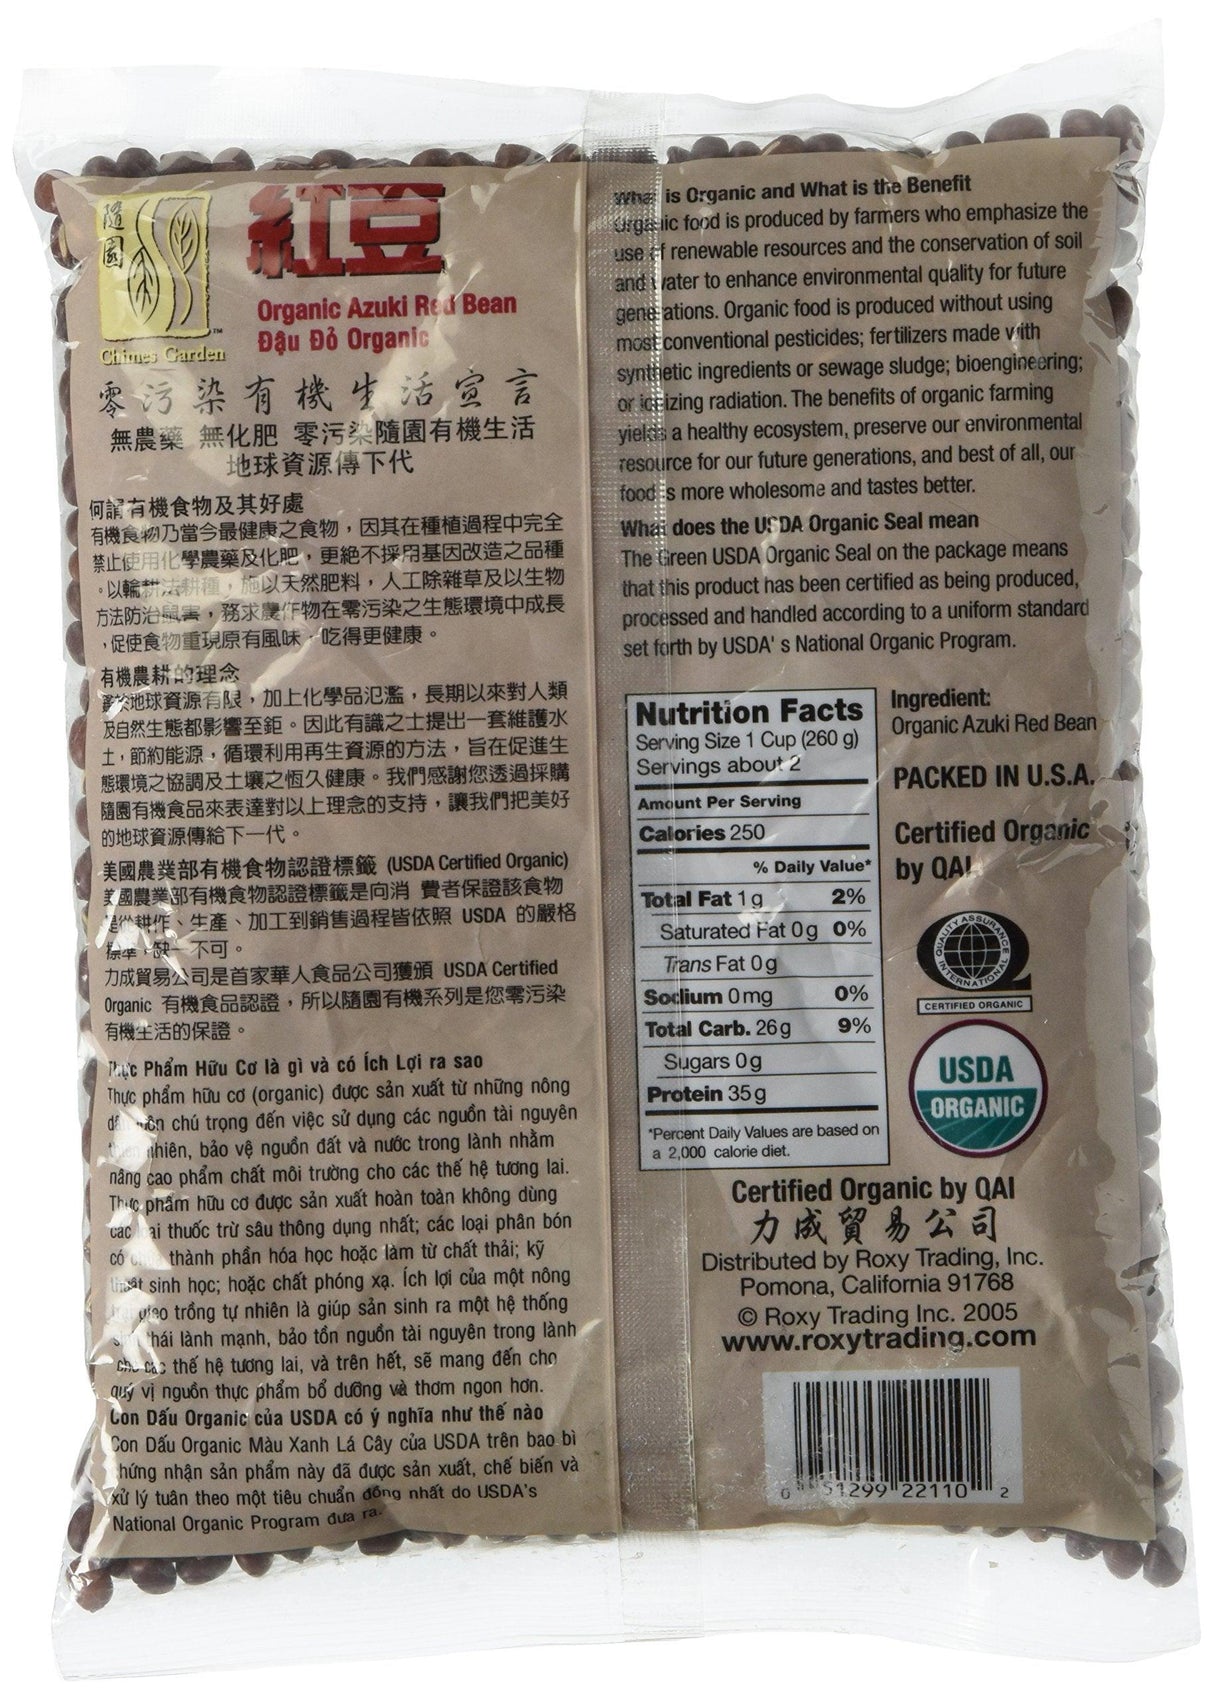 隨園
Chimes Garden
TM
紅豆
Organic Azuki Red Bean
Đậu Đỏ Organic
零污染有機生活宣言
無農藥 無化肥 零污染隨園有機生活
地球資源傳下代
何謂有機食物及其好處
有機食物乃當今最健康之食物，因其在種植過程中完全
禁止使用化學農藥及化肥，更絕不採用基因改造之品種
。以輪耕法耕種，施以天然肥料，人工除雜草及以生物
方法防治蟲害，務求農作物在零污染之生態環境中成長
，促使食物重現原有風味，吃得更健康。
有機農耕的理念
鑒於地球資源有限，加上化學品氾濫，長期以來對人類
及自然生態都影響至鉅。因此有識之士提出一套維護水
土，節約能源，循環利用再生資源的方法，旨在促進生
態環境之協調及土壤之恆久健康。我們感謝您透過採購
隨園有機食品來表達對以上理念的支持，讓我們把美好
的地球資源傳給下一代。
美國農業部有機食物認證標籤 (USDA Certified Organic)
美國農業部有機食物認證標籤是向消 費者保證該食物
是從耕作、生產、加工到銷售過程皆依照 USDA 的嚴格
標準，缺一不可。
力成貿易公司是首家華人食品公司獲頒 USDA Certified
Organic 有機食品認證，所以隨園有機系列是您零污染
有機生活的保證。
Thực Phẩm Hữu Cơ là gì và có Ích Lợi ra sao
Thực phẩm hữu cơ (organic) được sản xuất từ những nông
dân luôn chú trọng đến việc sử dụng các nguồn tài nguyên
thiên nhiên, bảo vệ nguồn đất và nước trong lành nhằm
nâng cao phẩm chất môi trường cho các thế hệ tương lai.
Thực phẩm hữu cơ được sản xuất hoàn toàn không dùng
các loại thuốc trừ sâu thông dụng nhất; các loại phân bón
có chứa thành phần hóa học hoặc làm từ chất thải; kỹ
thuật sinh học; hoặc chất phóng xạ. Ích lợi của một nông
trại gieo trồng tự nhiên là giúp sản sinh ra một hệ thống
sinh thái lành mạnh, bảo tồn nguồn tài nguyên trong lành
cho các thế hệ tương lai, và trên hết, sẽ mang đến cho
quý vị nguồn thực phẩm bổ dưỡng và thơm ngon hơn.
Con Dấu Organic của USDA có ý nghĩa như thế nào
Con Dấu Organic Màu Xanh Lá Cây của USDA trên bao bì
chứng nhận sản phẩm này đã được sản xuất, chế biến và
xử lý tuân theo một tiêu chuẩn đồng nhất do USDA's
National Organic Program đưa ra.
What is Organic and What is the Benefit
Organic food is produced by farmers who emphasize the
use of renewable resources and the conservation of soil
and water to enhance environmental quality for future
generations. Organic food is produced without using
most conventional pesticides; fertilizers made with
synthetic ingredients or sewage sludge; bioengineering;
or ionizing radiation. The benefits of organic farming
yields a healthy ecosystem, preserve our environmental
resource for our future generations, and best of all, our
food is more wholesome and tastes better.
What does the USDA Organic Seal mean
The Green USDA Organic Seal on the package means
that this product has been certified as being produced,
processed and handled according to a uniform standard
set forth by USDA' s National Organic Program.
Nutrition Facts
Serving Size 1 Cup (260 g)
Servings about 2
Amount Per Serving
Calories 250
% Daily Value*
Total Fat 1 g 2%
Saturated Fat 0 g 0%
Trans Fat 0 g
Sodium 0 mg 0%
Total Carb. 26 g 9%
Sugars 0 g
Protein 35 g
*Percent Daily Values are based on
a 2,000 calorie diet.
Ingredient:
Organic Azuki Red Bean
PACKED IN U.S.A.
Certified Organic
by QAI
QUALITY ASSURANCE
INTERNATIONAL
CERTIFIED ORGANIC
USDA
ORGANIC
Certified Organic by QAI
力成貿易公司
Distributed by Roxy Trading, Inc.
Pomona, California 91768
© Roxy Trading Inc. 2005
www.roxytrading.com
0 51299 22110 2